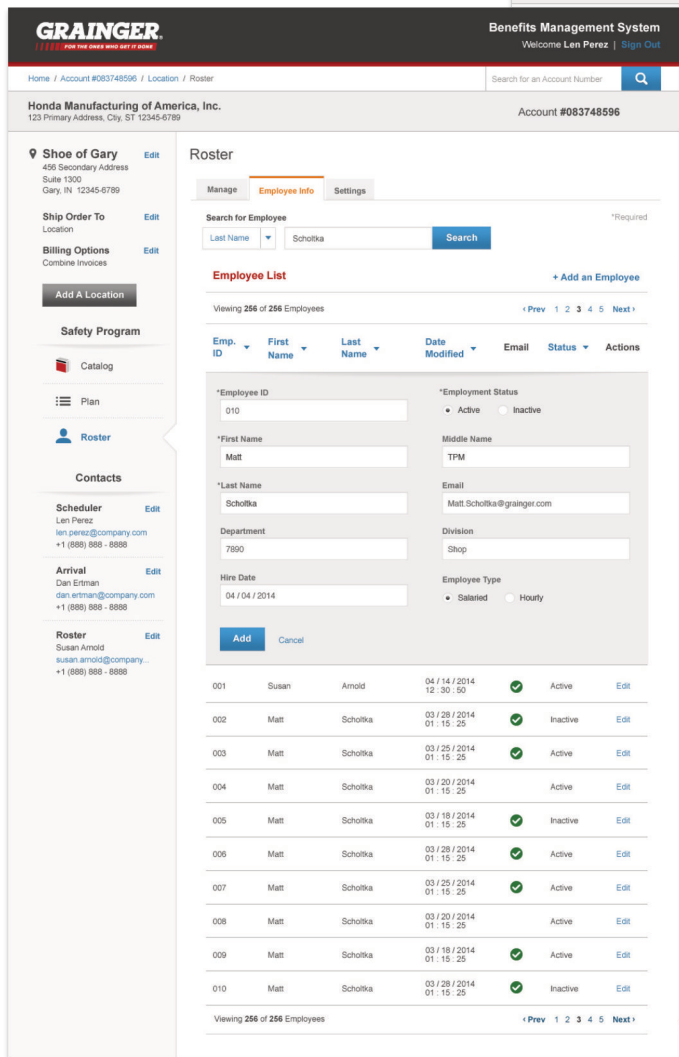 GRAINGER.
FOR THE ONES WHO GET IT DONE
Benefits Management System
Welcome Len Perez | Sign Out
Home / Account #083748596 / Location / Roster
Search for an Account Number
Honda Manufacturing of America, Inc.
123 Primary Address, Ctiy, ST 12345-6789
Account #083748596
Shoe of Gary Edit
456 Secondary Address
Suite 1300
Gary, IN 12345-6789
Ship Order To Edit
Location
Billing Options Edit
Combine Invoices
Add A Location
Safety Program
Catalog
Plan
Roster
Contacts
Scheduler Edit
Len Perez
len.perez@company.com
+1 (888) 888 - 8888
Arrival Edit
Dan Ertman
dan.ertman@company.com
+1 (888) 888 - 8888
Roster Edit
Susan Arnold
susan.arnold@company...
+1 (888) 888 - 8888
Roster
Manage Employee Info Settings
Search for Employee *Required
Last Name Scholtka Search
Employee List + Add an Employee
Viewing 256 of 256 Employees ‹Prev 1 2 3 4 5 Next›
Emp. ID First Name Last Name Date Modified Email Status Actions
*Employee ID *Employment Status
010 Active Inactive
*First Name Middle Name
Matt TPM
*Last Name Email
Scholtka Matt.Scholtka@grainger.com
Department Division
7890 Shop
Hire Date Employee Type
04 / 04 / 2014 Salaried Hourly
Add Cancel
001 Susan Arnold 04 / 14 / 2014 12 : 30 : 50 Active Edit
002 Matt Scholtka 03 / 28 / 2014 01 : 15 : 25 Inactive Edit
003 Matt Scholtka 03 / 25 / 2014 01 : 15 : 25 Active Edit
004 Matt Scholtka 03 / 20 / 2014 01 : 15 : 25 Active Edit
005 Matt Scholtka 03 / 18 / 2014 01 : 15 : 25 Inactive Edit
006 Matt Scholtka 03 / 28 / 2014 01 : 15 : 25 Active Edit
007 Matt Scholtka 03 / 25 / 2014 01 : 15 : 25 Active Edit
008 Matt Scholtka 03 / 20 / 2014 01 : 15 : 25 Active Edit
009 Matt Scholtka 03 / 18 / 2014 01 : 15 : 25 Active Edit
010 Matt Scholtka 03 / 28 / 2014 01 : 15 : 25 Inactive Edit
Viewing 256 of 256 Employees ‹Prev 1 2 3 4 5 Next›